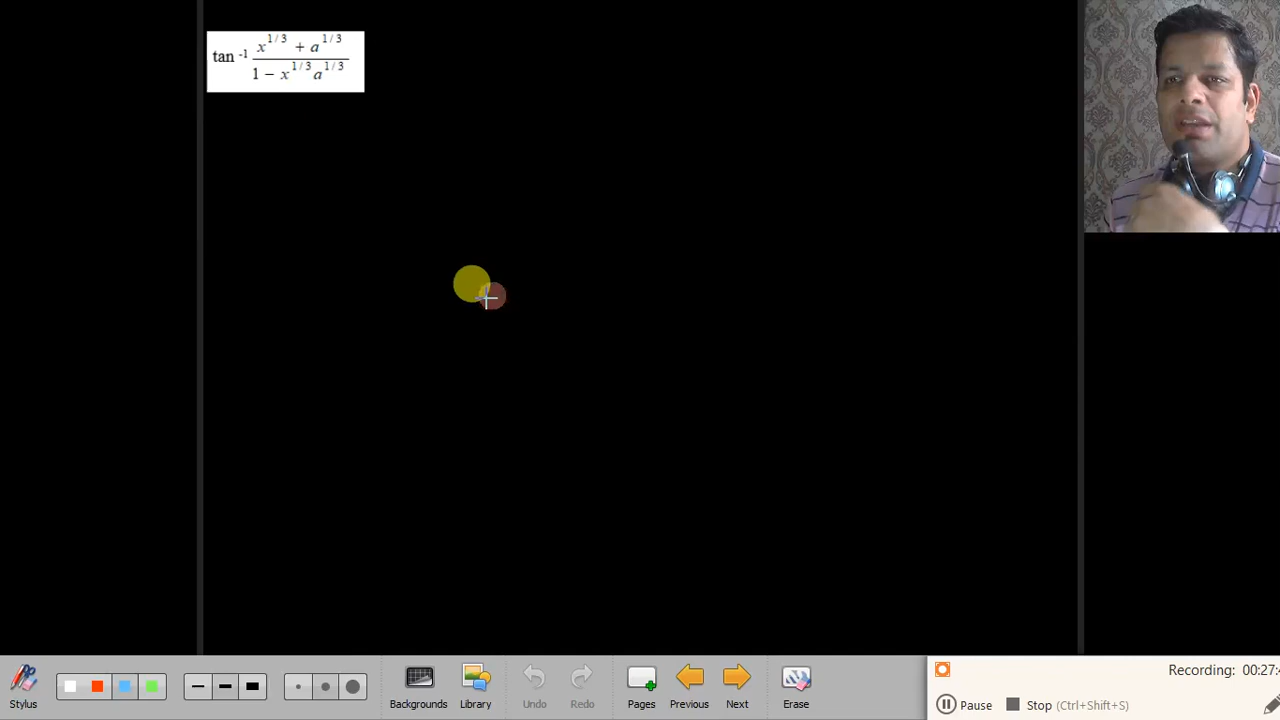 tan⁻¹ (x^{1/3} + a^{1/3}) / (1 − x^{1/3} a^{1/3})
Stylus
Backgrounds
Library
Undo
Redo
Pages
Previous
Next
Erase
Recording: 00:27:
Pause
Stop (Ctrl+Shift+S)